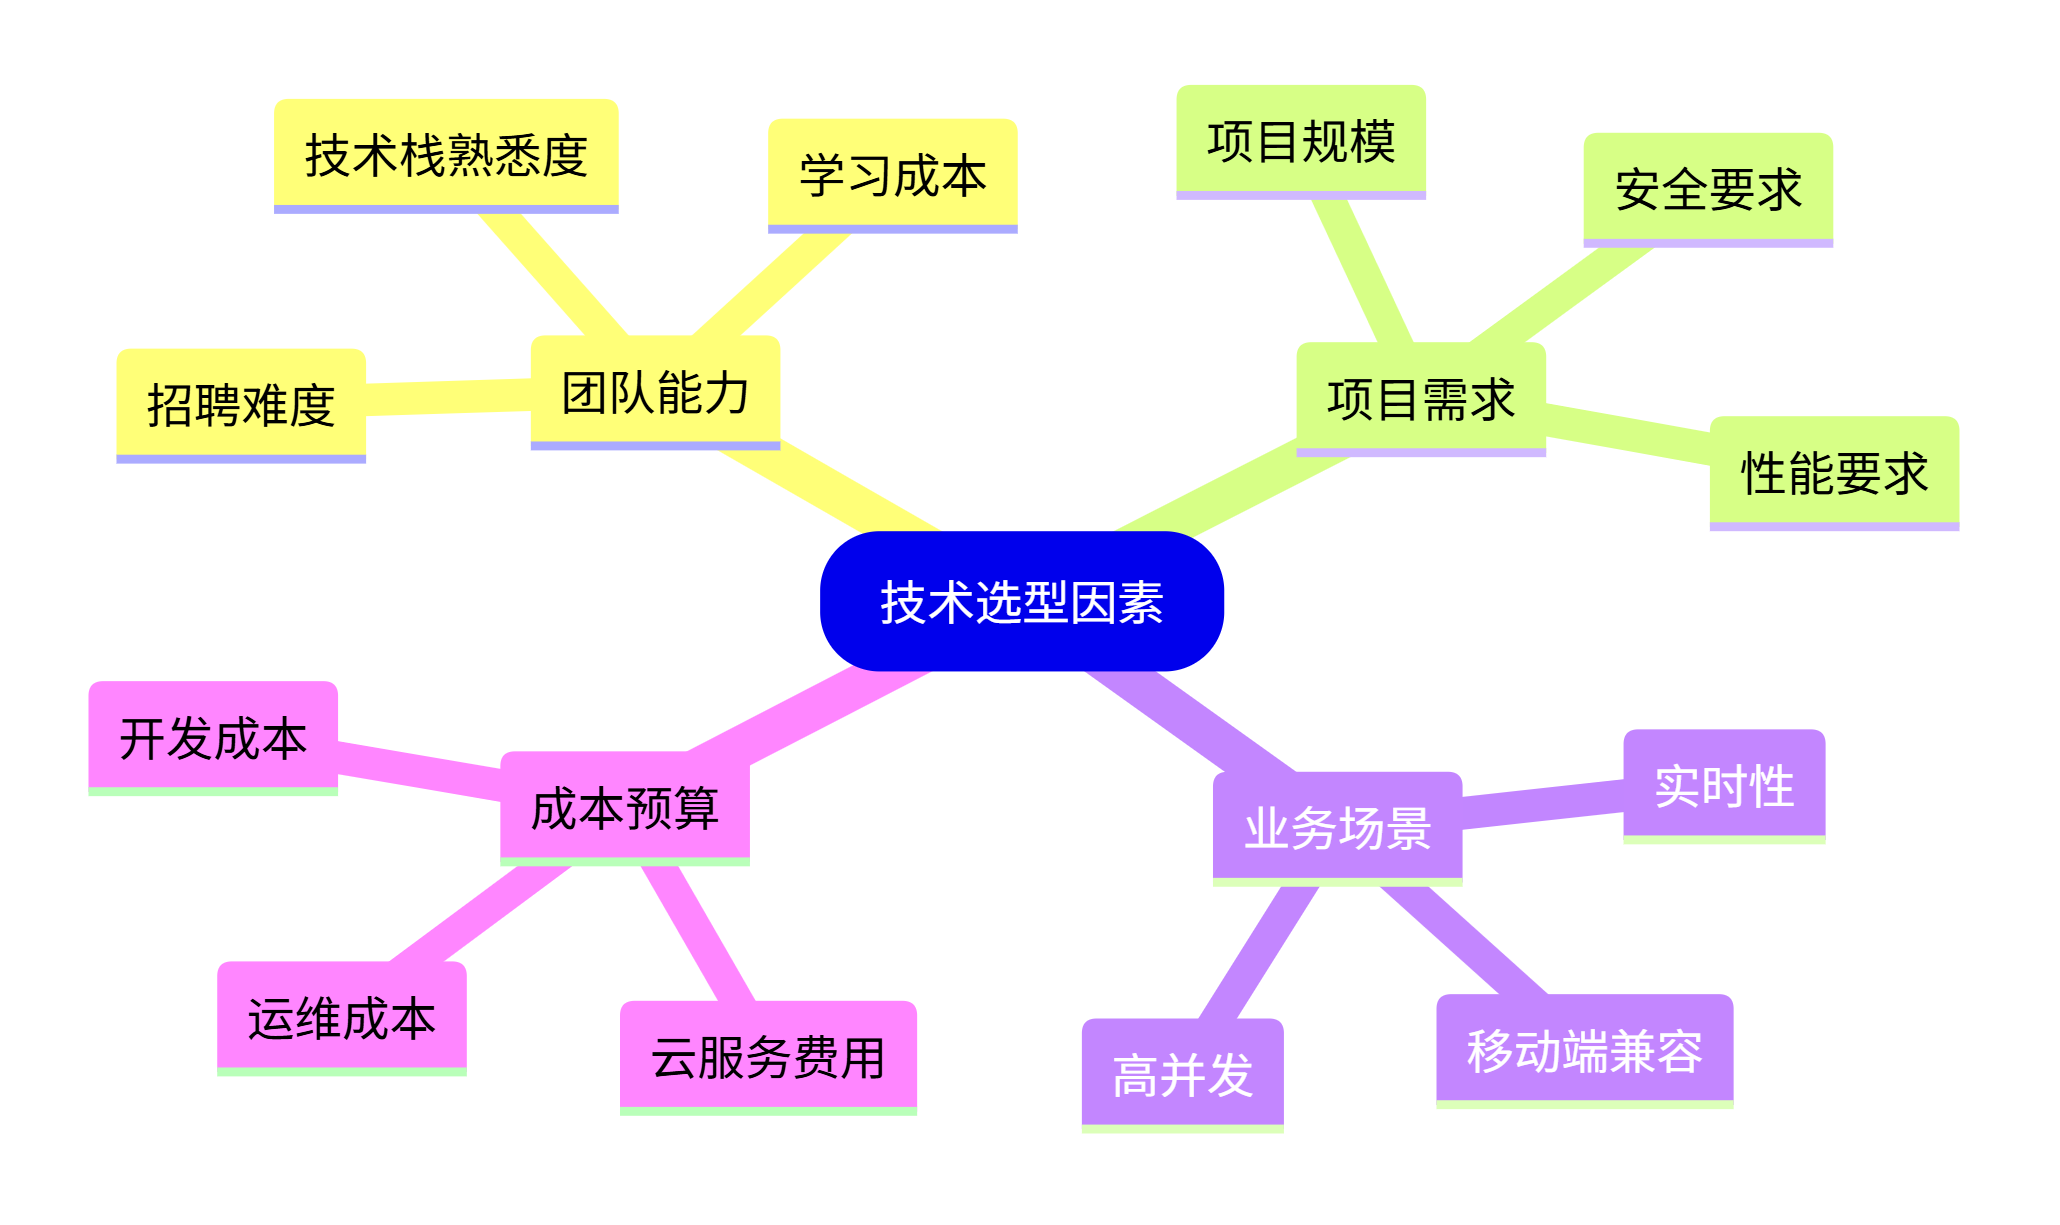 项目规模
技术栈熟悉度
学习成本
安全要求
团队能力
项目需求
招聘难度
性能要求
技术选型因素
开发成本
实时性
成本预算
业务场景
运维成本
移动端兼容
云服务费用
高并发